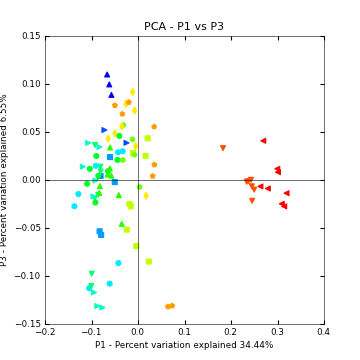 PCA - P1 vs P3
0.15
0.10
0.05
0.00
−0.05
−0.10
−0.15
P3 - Percent variation explained 6.55%
−0.2 −0.1 0.0 0.1 0.2 0.3 0.4
P1 - Percent variation explained 34.44%